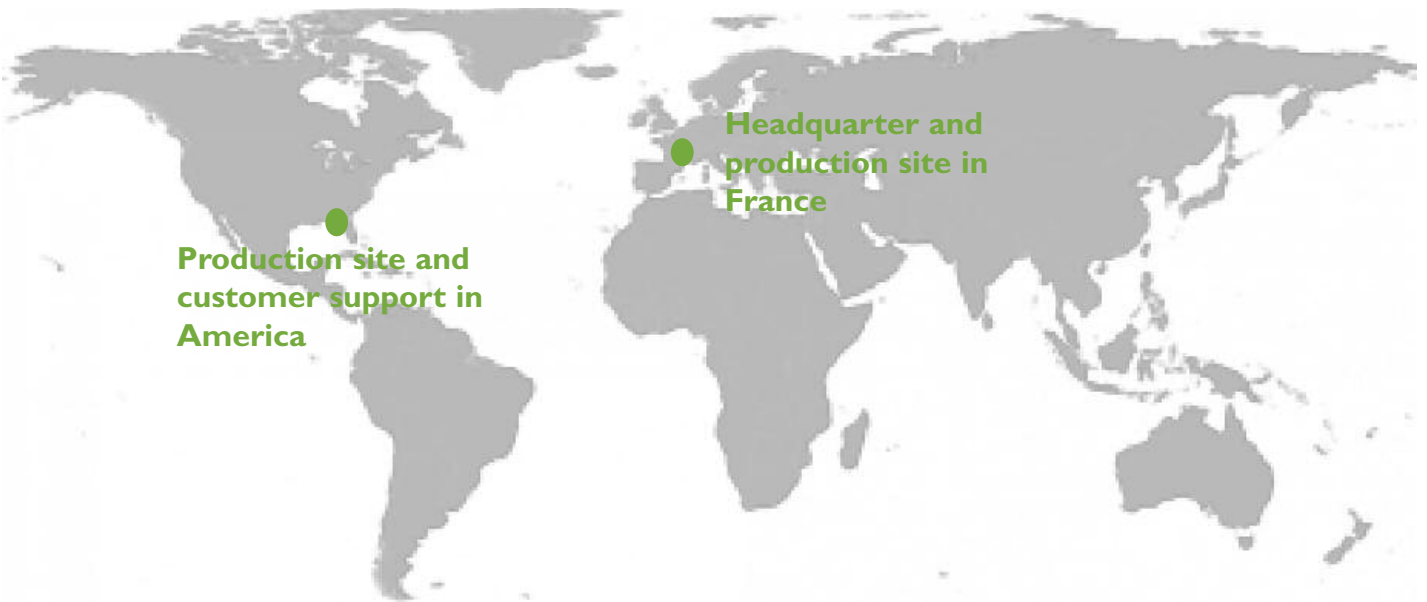 Headquarter and
production site in
France
Production site and
customer support in
America